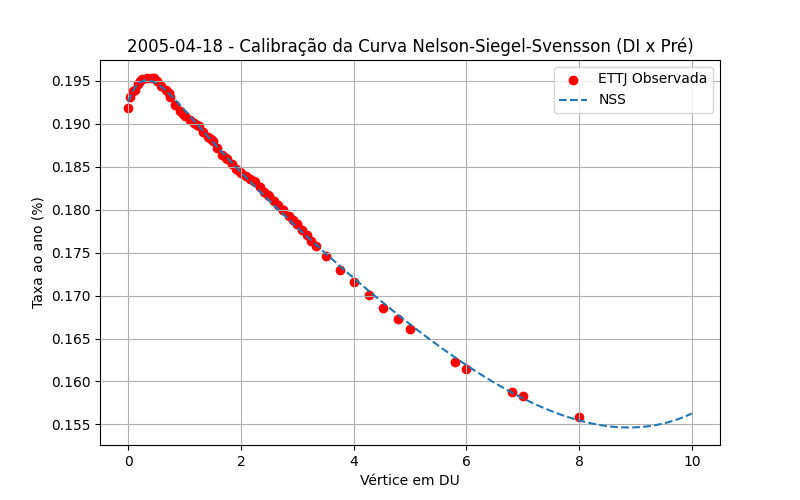 2005-04-18 - Calibração da Curva Nelson-Siegel-Svensson (DI x Pré)
ETTJ Observada
NSS
Taxa ao ano (%)
0.195
0.190
0.185
0.180
0.175
0.170
0.165
0.160
0.155
0 2 4 6 8 10
Vértice em DU